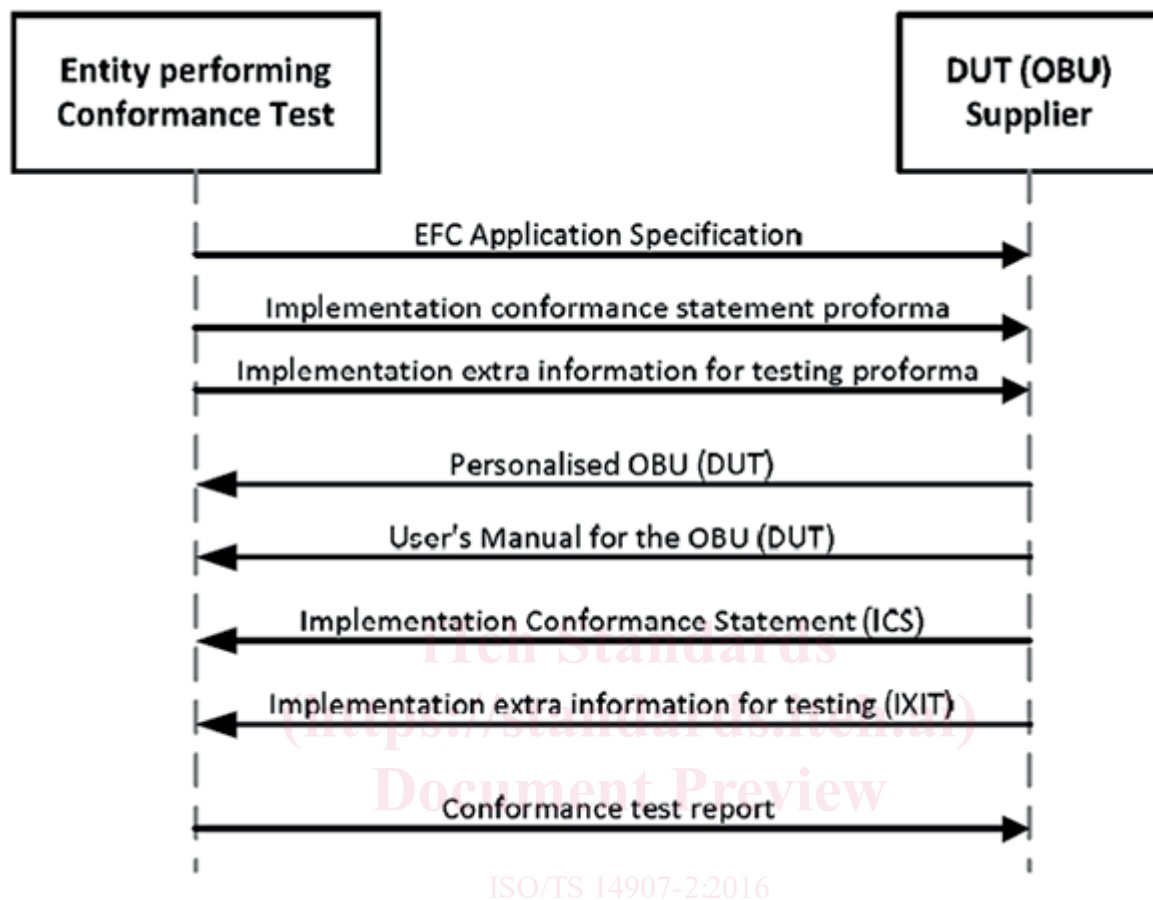 Entity performing
Conformance Test
DUT (OBU)
Supplier
EFC Application Specification
Implementation conformance statement proforma
Implementation extra information for testing proforma
Personalised OBU (DUT)
User's Manual for the OBU (DUT)
Implementation Conformance Statement (ICS)
iTeh Standards
Implementation extra information for testing (IXIT)
(https://standards.iteh.ai)
Document Preview
Conformance test report
ISO/TS 14907-2:2016